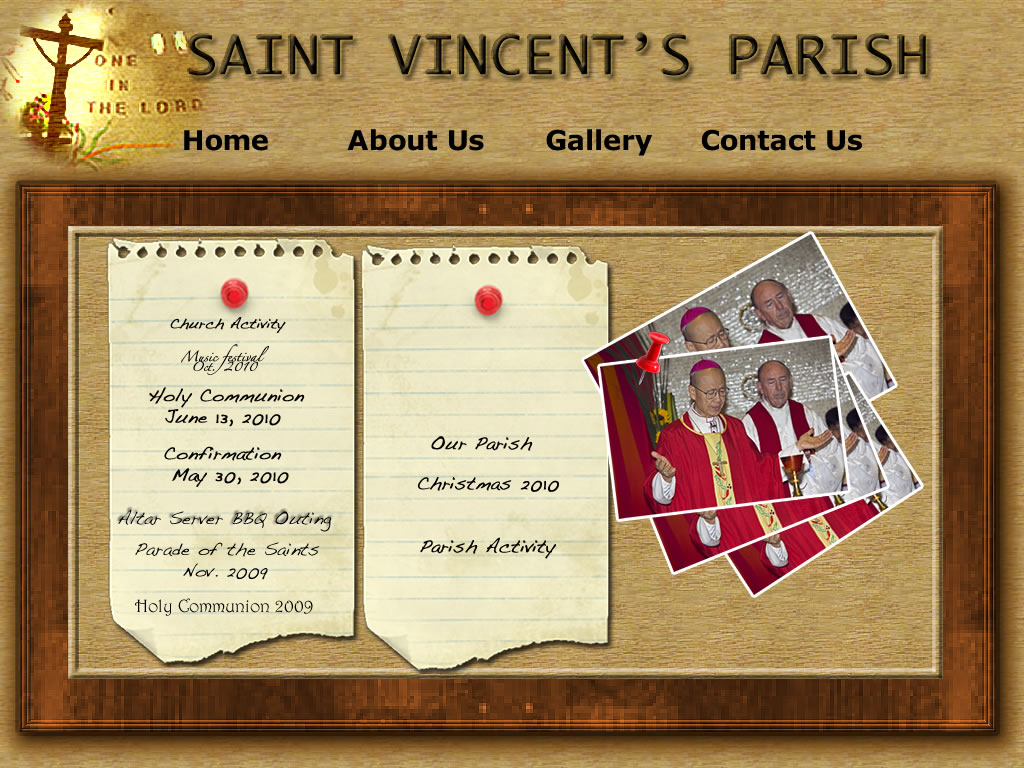 ONE
IN
THE LORD
"SAINT VINCENT'S PARISH
Home About Us Gallery Contact Us
Church Activity
Music festival
Oct. 2010
Holy Communion
June 13, 2010
Confirmation
May 30, 2010
Altar Server BBQ Outing
Parade of the Saints
Nov. 2009
Holy Communion 2009
Our Parish
Christmas 2010
Parish Activity